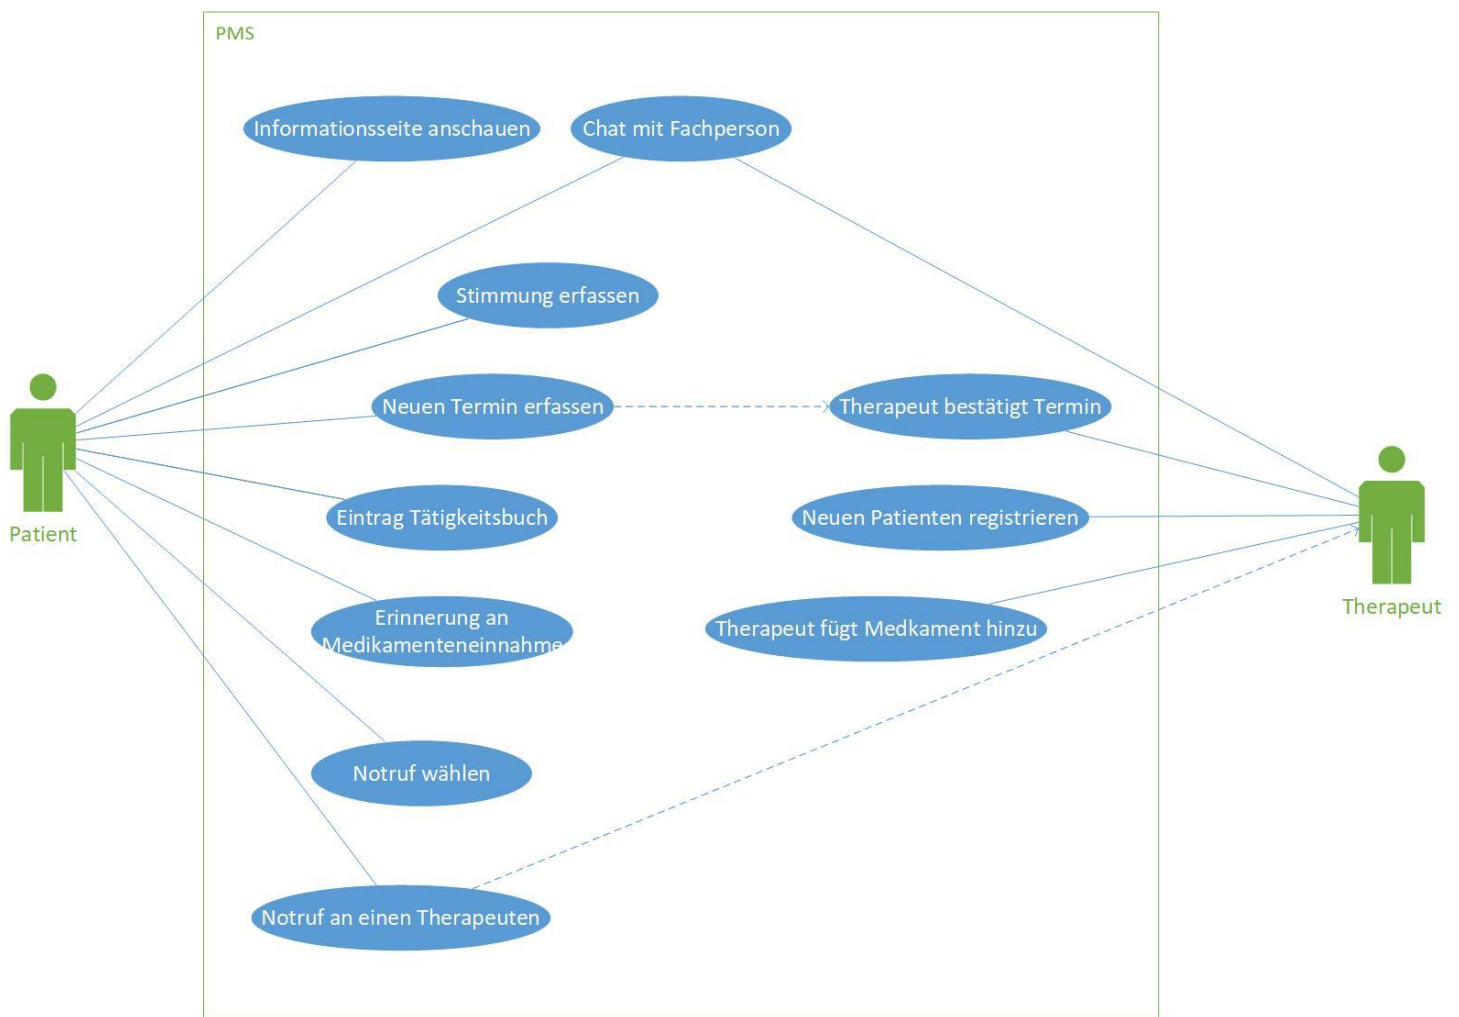 PMS
Informationsseite anschauen
Chat mit Fachperson
Stimmung erfassen
Neuen Termin erfassen
Therapeut bestätigt Termin
Patient
Eintrag Tätigkeitsbuch
Neuen Patienten registrieren
Therapeut
Erinnerung an
Medikamenteneinnahme
Therapeut fügt Medkament hinzu
Notruf wählen
Notruf an einen Therapeuten